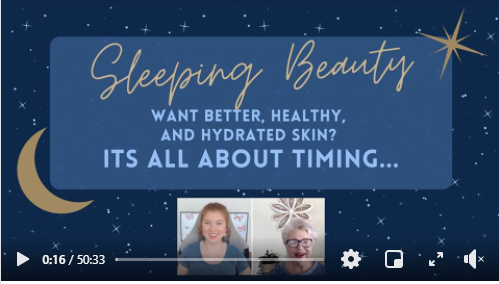 Sleeping Beauty
WANT BETTER, HEALTHY,
AND HYDRATED SKIN?
ITS ALL ABOUT TIMING...
0:16 / 50:33